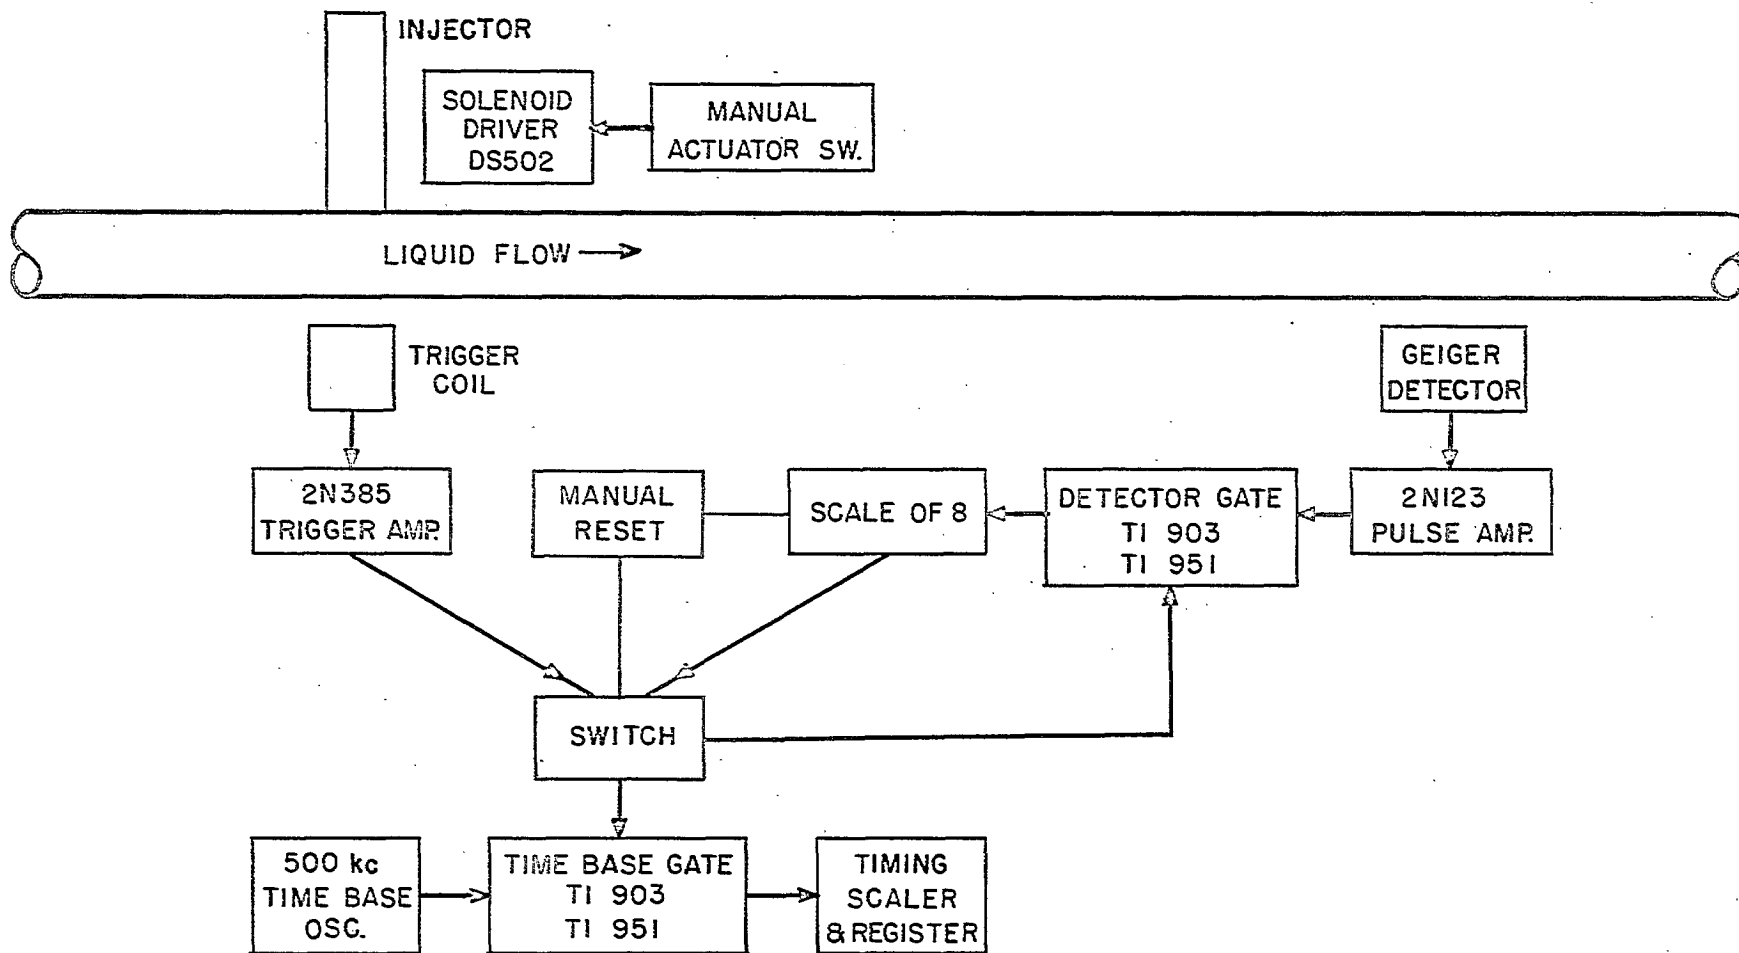 INJECTOR
SOLENOID
DRIVER
DS502
MANUAL
ACTUATOR SW.
LIQUID FLOW
TRIGGER
COIL
GEIGER
DETECTOR
2N385
TRIGGER AMP.
MANUAL
RESET
SCALE OF 8
DETECTOR GATE
TI 903
TI 951
2N123
PULSE AMP.
SWITCH
500 kc
TIME BASE
OSC.
TIME BASE GATE
TI 903
TI 951
TIMING
SCALER
& REGISTER